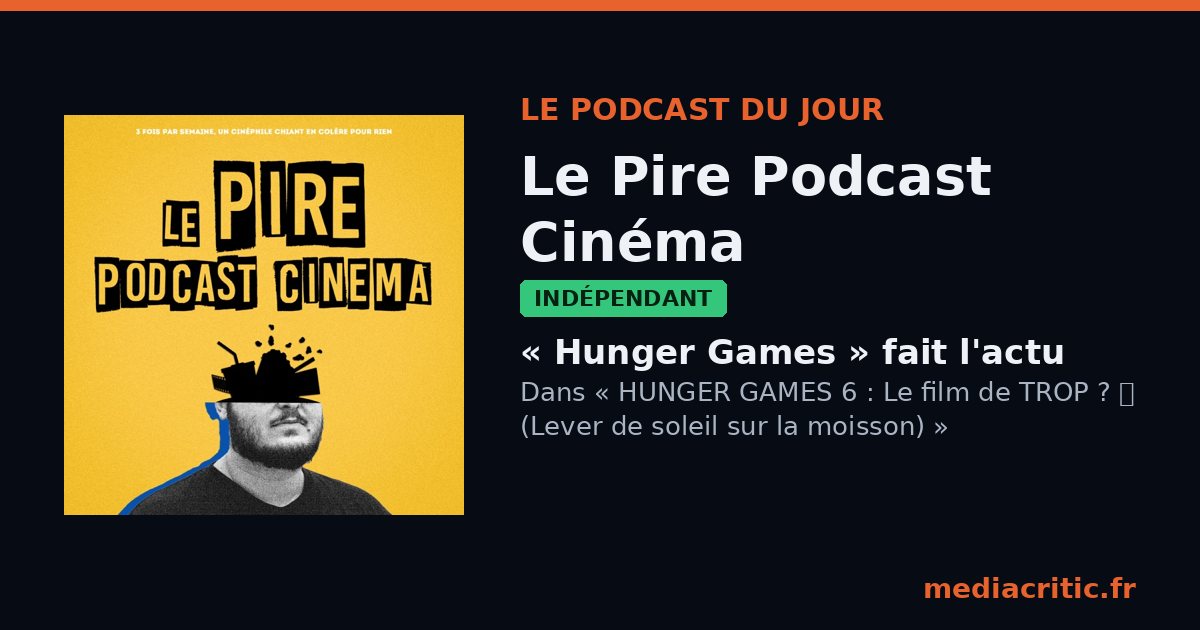 3 FOIS PAR SEMAINE, UN CINÉPHILE CHIANT EN COLÈRE POUR RIEN
LE PIRE
PODCAST CINEMA
LE PODCAST DU JOUR
Le Pire Podcast
Cinéma
INDÉPENDANT
« Hunger Games » fait l'actu
Dans « HUNGER GAMES 6 : Le film de TROP ? 
(Lever de soleil sur la moisson) »
mediacritic.fr